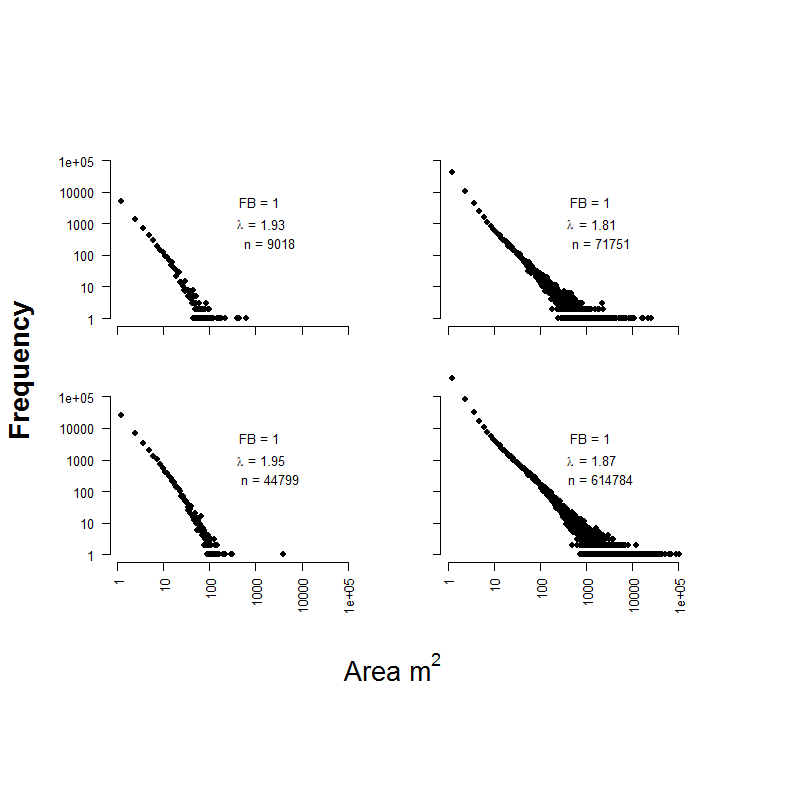 1e+05
10000
1000
100
10
1
FB = 1
λ = 1.93
n = 9018
FB = 1
λ = 1.81
n = 71751
Frequency
1e+05
10000
1000
100
10
1
FB = 1
λ = 1.95
n = 44799
FB = 1
λ = 1.87
n = 614784
1 10 100 1000 10000 1e+05
1 10 100 1000 10000 1e+05
Area m²